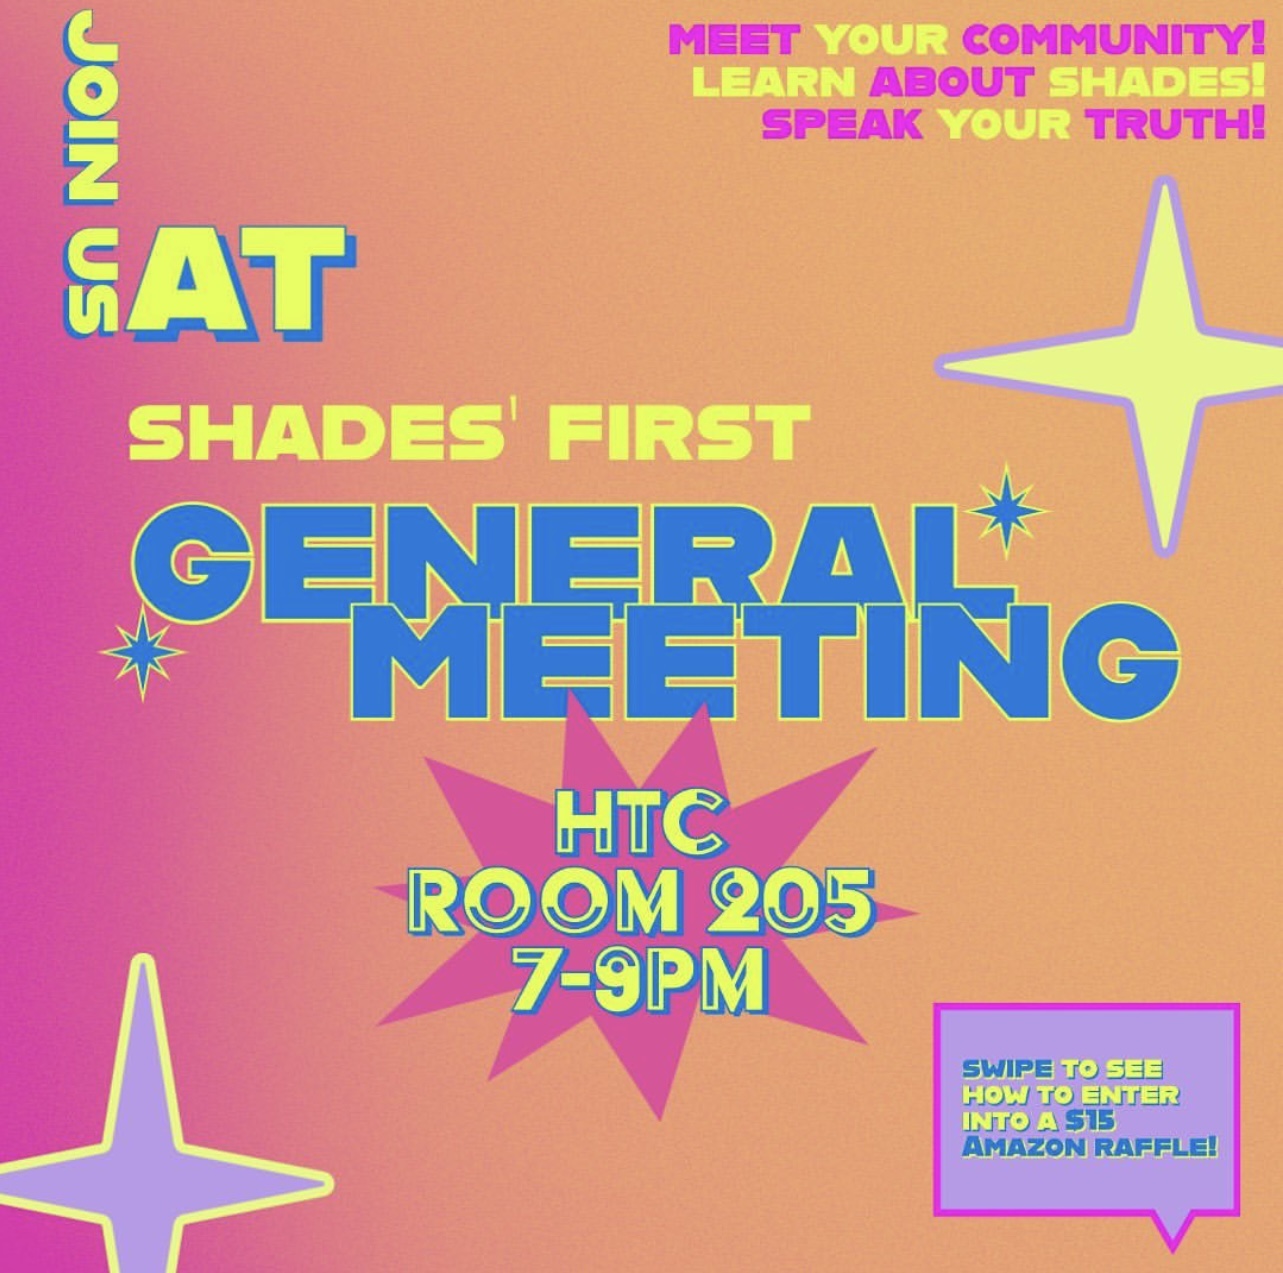 JOIN US
AT
MEET YOUR COMMUNITY!
LEARN ABOUT SHADES!
SPEAK YOUR TRUTH!
SHADES' FIRST
GENERAL
MEETING
HTC
ROOM 205
7-9PM
SWIPE TO SEE
HOW TO ENTER
INTO A $15
AMAZON RAFFLE!